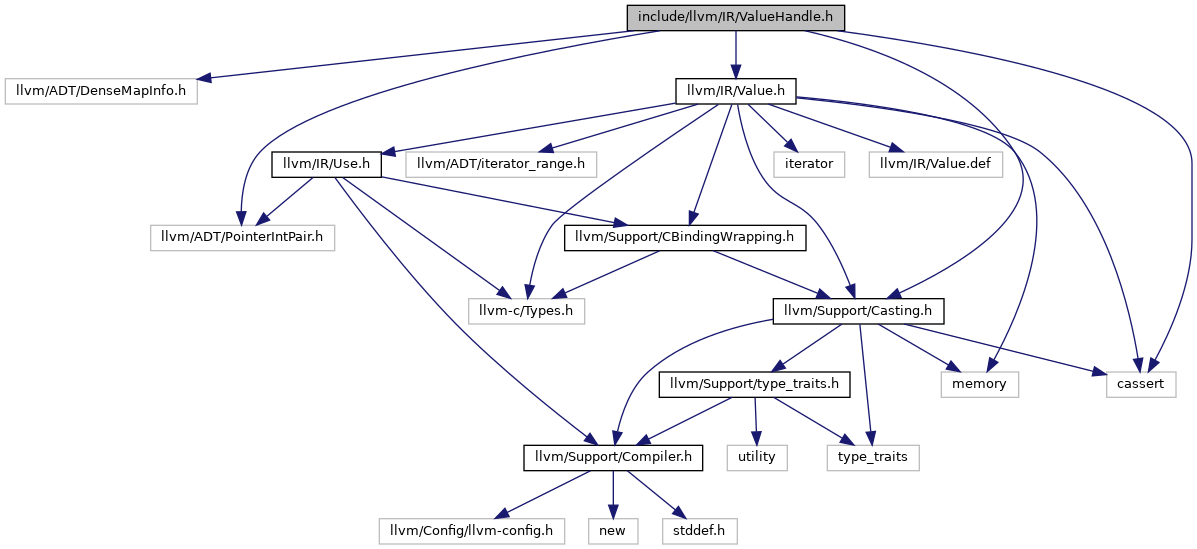 include/llvm/IR/ValueHandle.h
llvm/ADT/DenseMapInfo.h
llvm/IR/Value.h
llvm/IR/Use.h
llvm/ADT/iterator_range.h
iterator
llvm/IR/Value.def
llvm/ADT/PointerIntPair.h
llvm/Support/CBindingWrapping.h
llvm-c/Types.h
llvm/Support/Casting.h
llvm/Support/type_traits.h
memory
cassert
llvm/Support/Compiler.h
utility
type_traits
llvm/Config/llvm-config.h
new
stddef.h